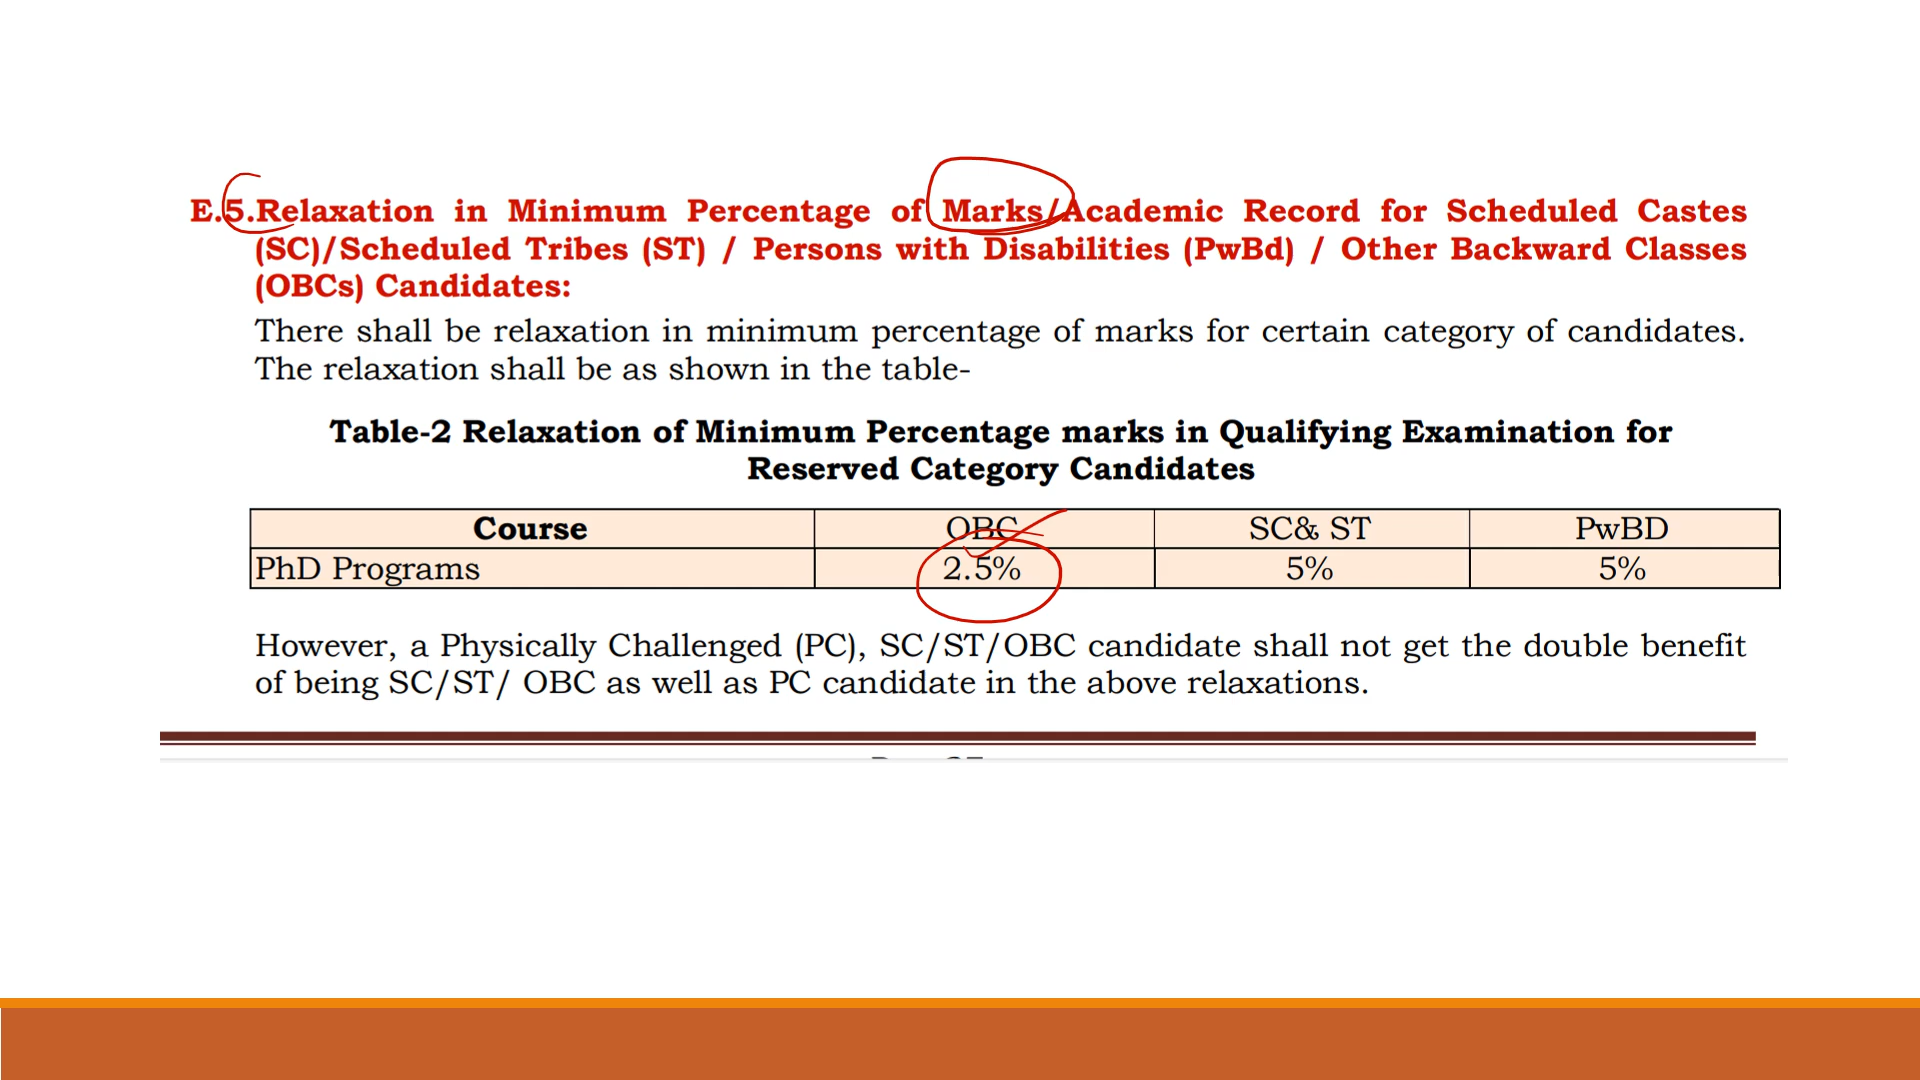 E.5.Relaxation in Minimum Percentage of Marks/Academic Record for Scheduled Castes
(SC)/Scheduled Tribes (ST) / Persons with Disabilities (PwBd) / Other Backward Classes
(OBCs) Candidates:
There shall be relaxation in minimum percentage of marks for certain category of candidates.
The relaxation shall be as shown in the table-
Table-2 Relaxation of Minimum Percentage marks in Qualifying Examination for
Reserved Category Candidates
Course OBC SC& ST PwBD
PhD Programs 2.5% 5% 5%
However, a Physically Challenged (PC), SC/ST/OBC candidate shall not get the double benefit
of being SC/ST/ OBC as well as PC candidate in the above relaxations.